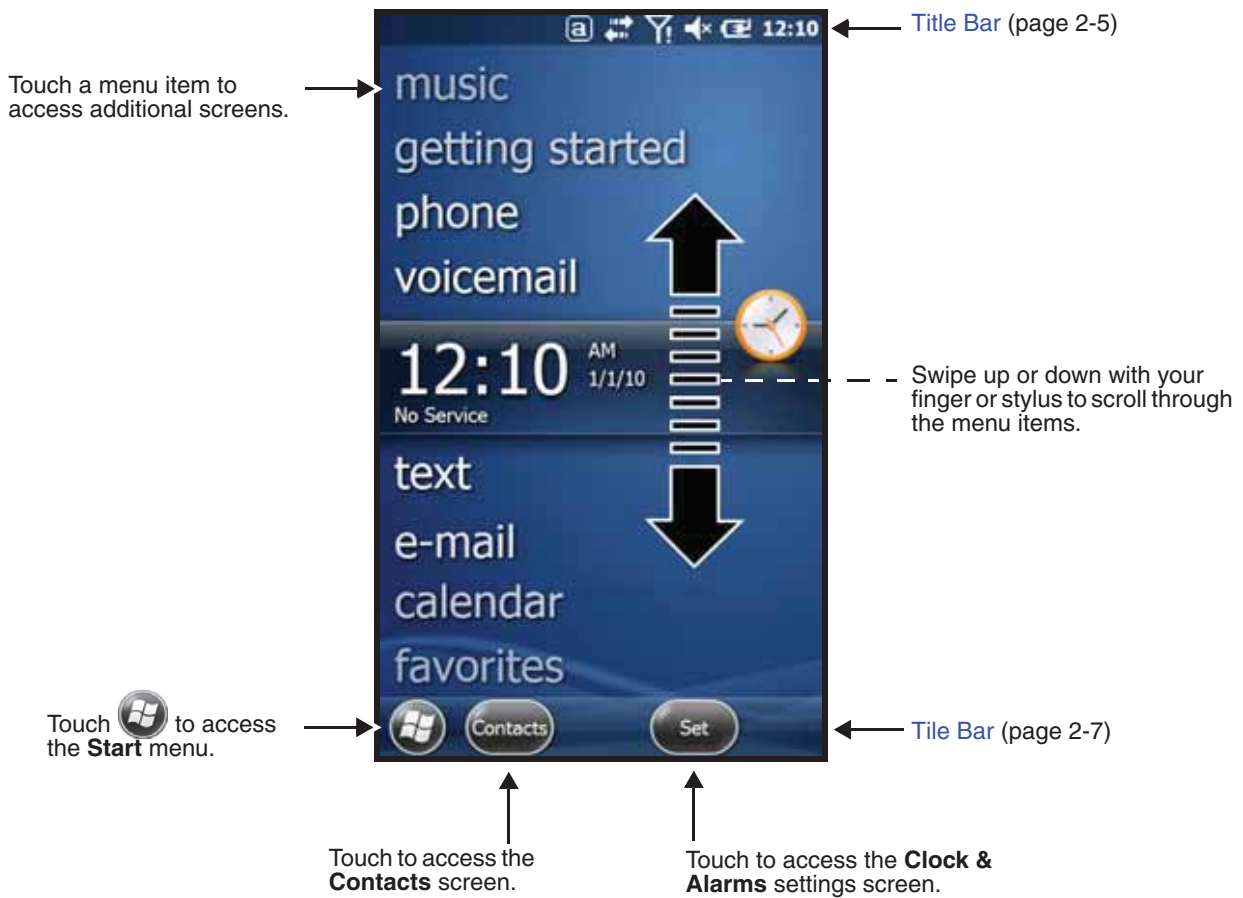 a 12:10
Title Bar (page 2-5)
Touch a menu item to
access additional screens.
music
getting started
phone
voicemail
12:10
AM
1/1/10
No Service
Swipe up or down with your
finger or stylus to scroll through
the menu items.
text
e-mail
calendar
favorites
Touch to access
the Start menu.
Contacts
Set
Tile Bar (page 2-7)
Touch to access the
Contacts screen.
Touch to access the Clock &
Alarms settings screen.